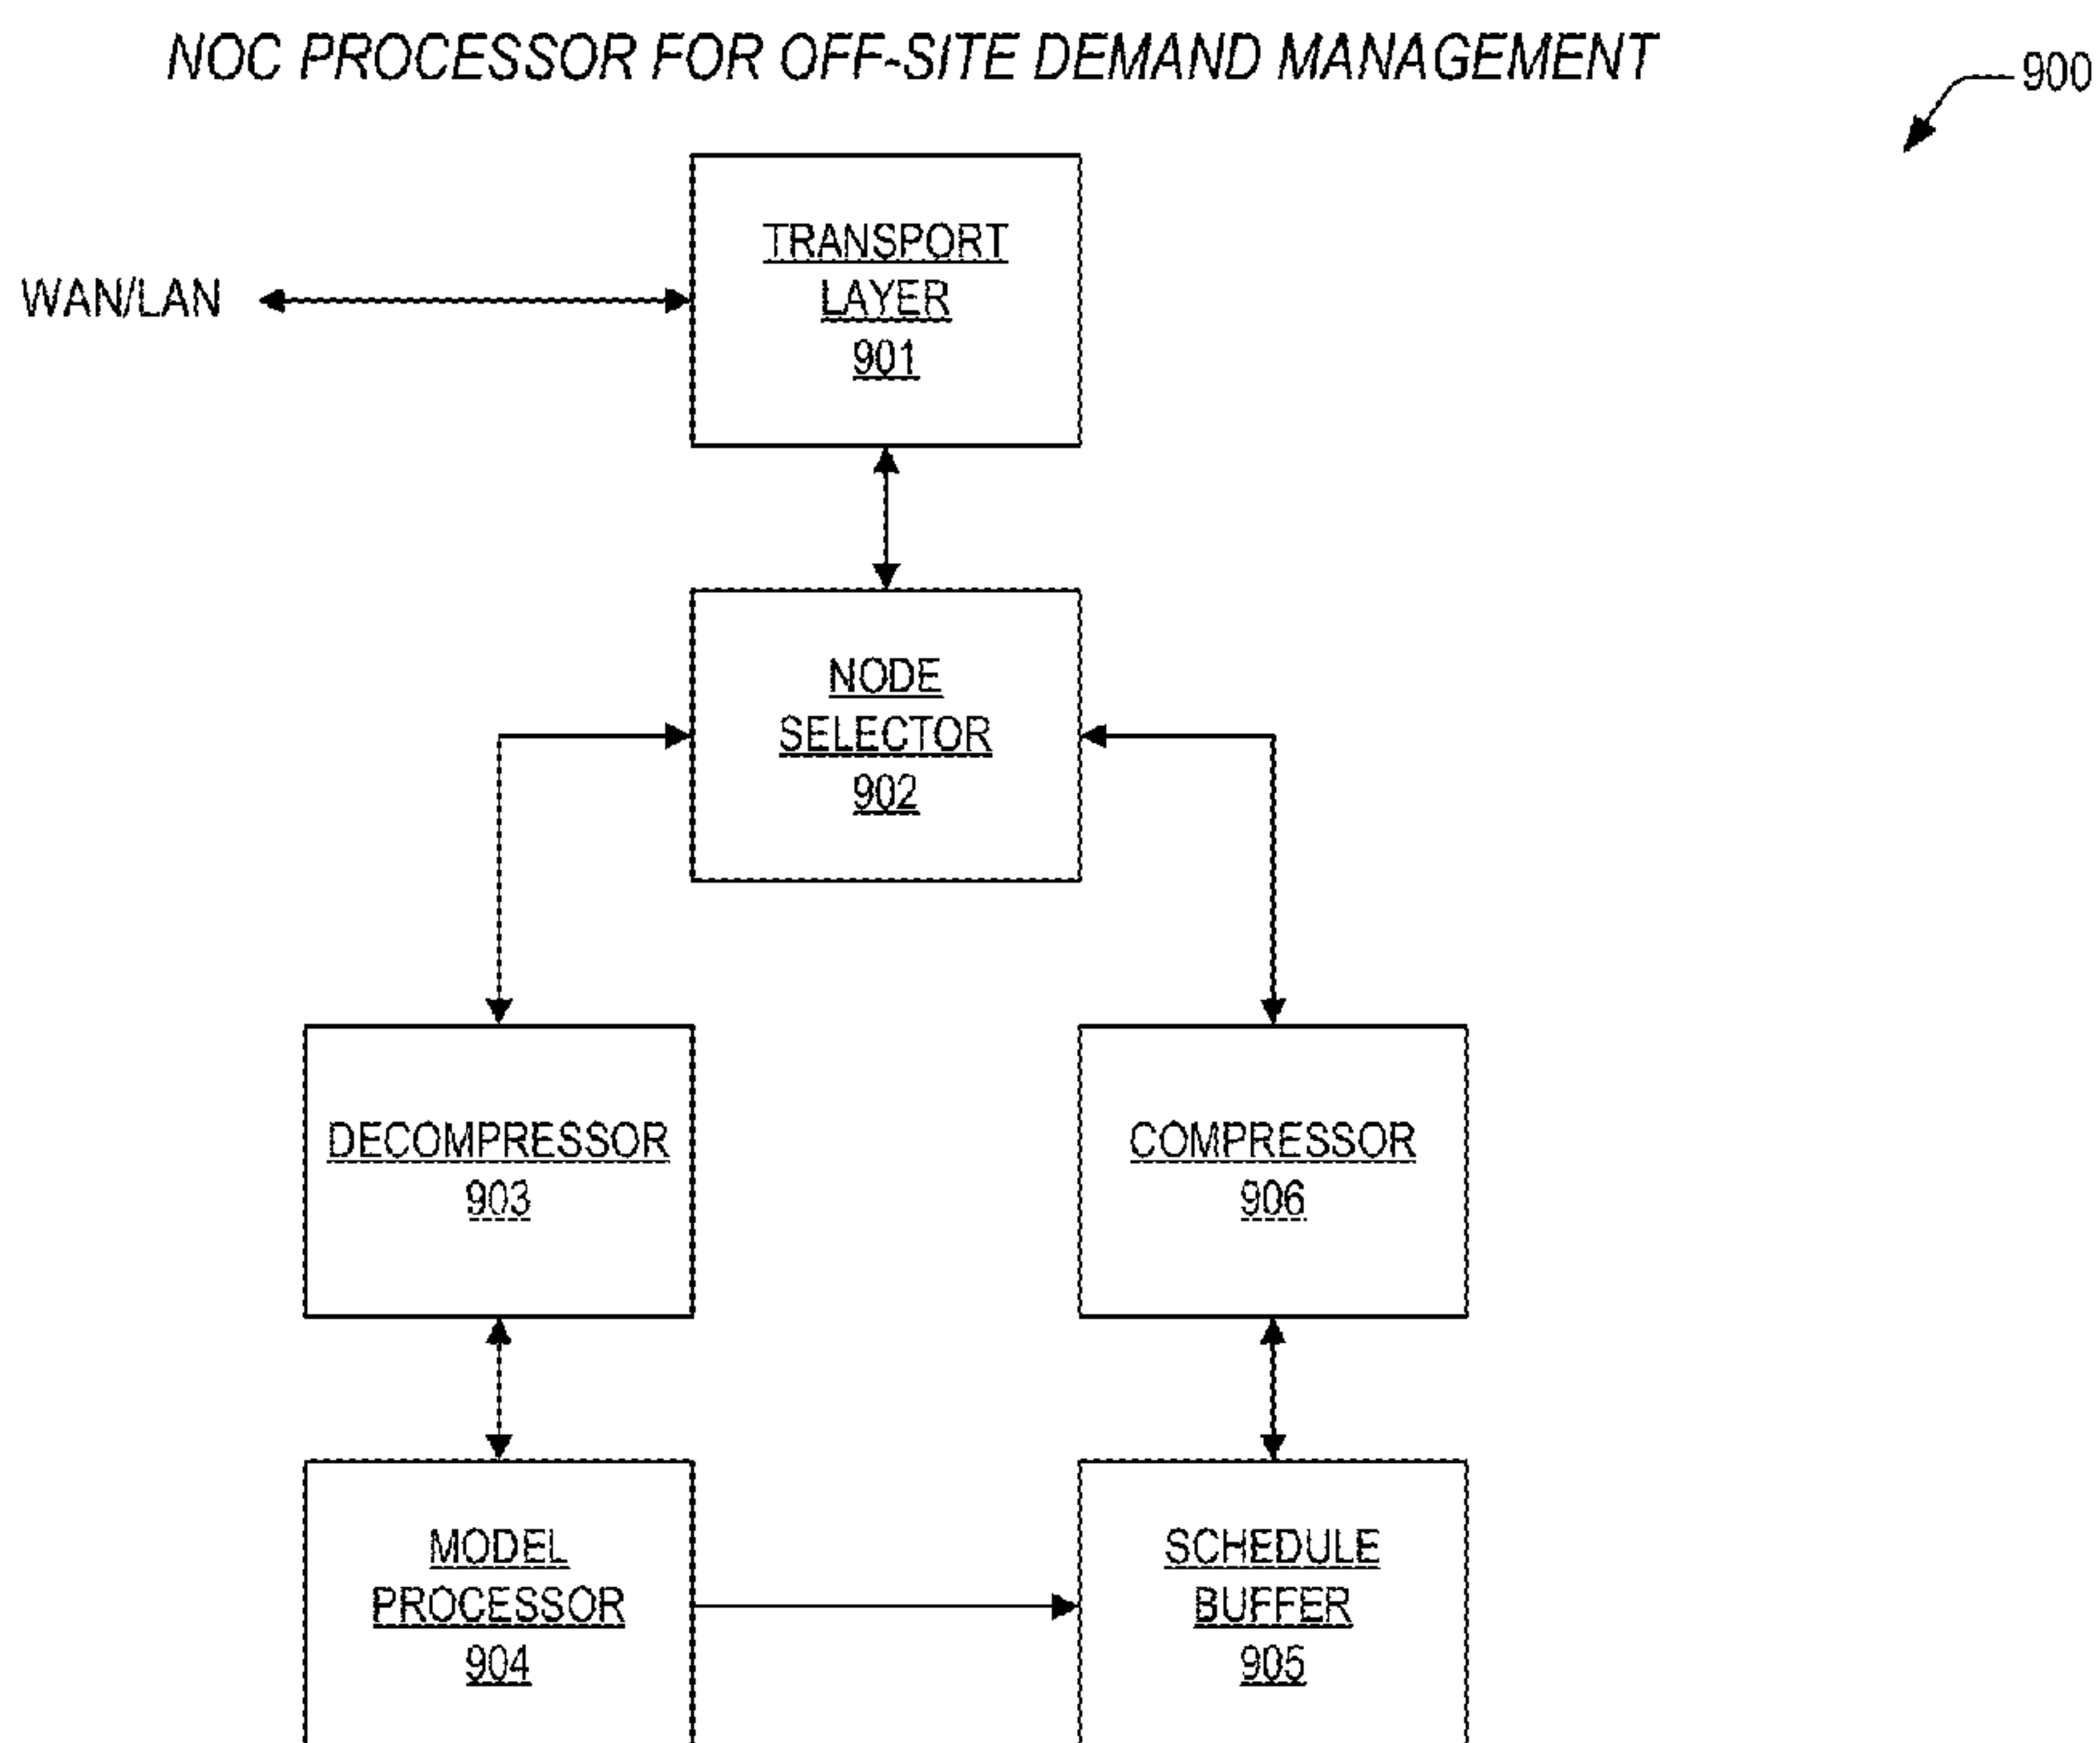 NOC PROCESSOR FOR OFF-SITE DEMAND MANAGEMENT
900
TRANSPORT
LAYER
901
WAN/LAN
NODE
SELECTOR
902
DECOMPRESSOR
903
COMPRESSOR
906
MODEL
PROCESSOR
904
SCHEDULE
BUFFER
905